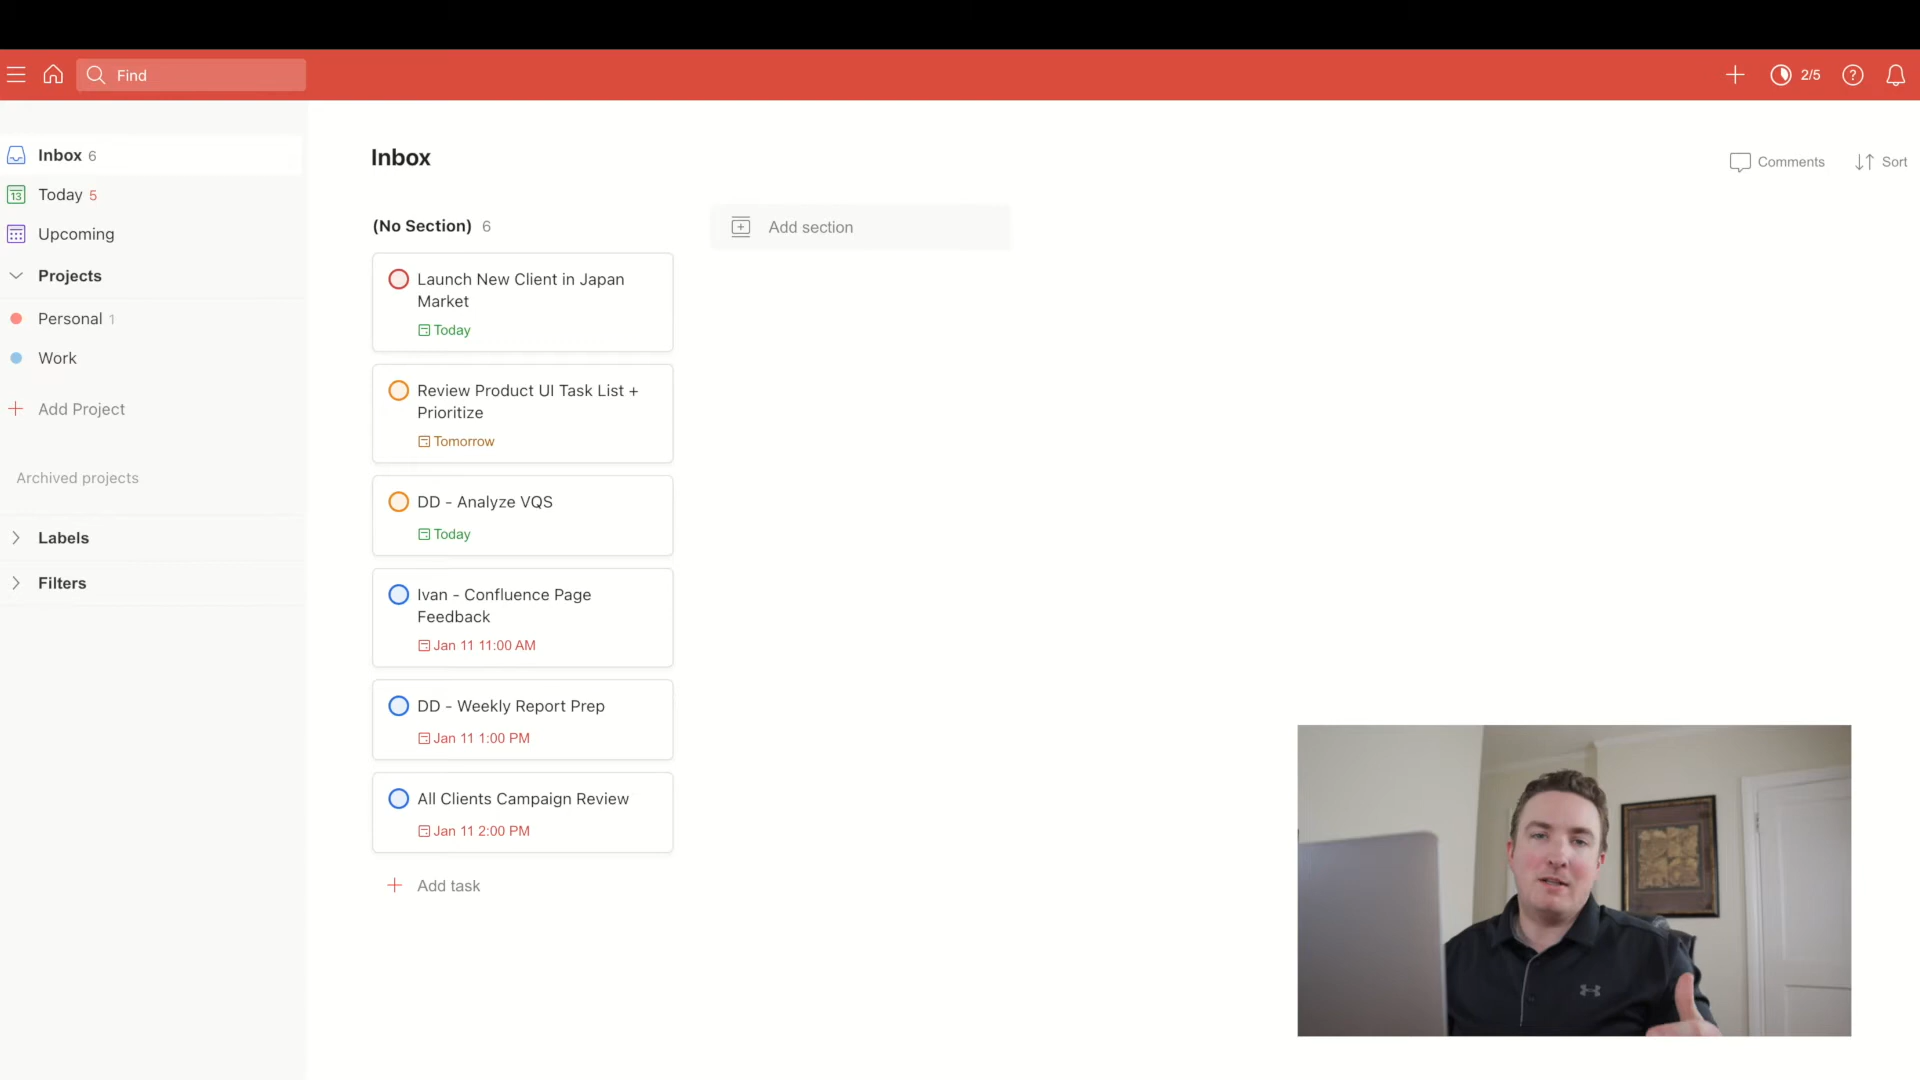 Find
2/5
Inbox 6
13
Today 5
Upcoming
Projects
Personal 1
Work
Add Project
Archived projects
Labels
Filters
Inbox
Comments
Sort
(No Section) 6
Add section
Launch New Client in Japan
Market
Today
Review Product UI Task List +
Prioritize
Tomorrow
DD - Analyze VQS
Today
Ivan - Confluence Page
Feedback
Jan 11 11:00 AM
DD - Weekly Report Prep
Jan 11 1:00 PM
All Clients Campaign Review
Jan 11 2:00 PM
Add task